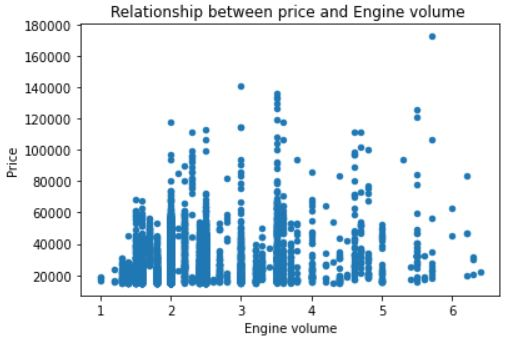 Relationship between price and Engine volume
180000
160000
140000
120000
100000
80000
60000
40000
20000
Price
1 2 3 4 5 6
Engine volume